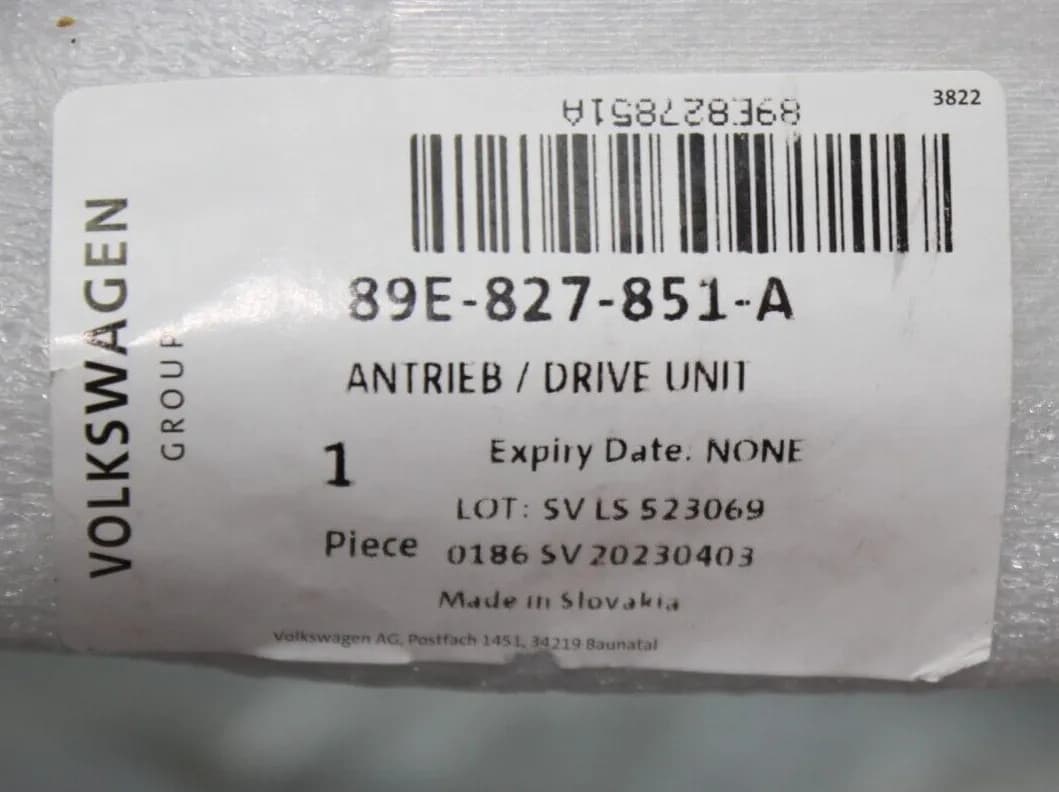 3822
89E827851A
89E-827-851-A
ANTRIEB / DRIVE UNIT
1
Piece
Expiry Date: NONE
LOT: SV LS 523069
0186 SV 20230403
Made in Slovakia
Volkswagen AG, Postfach 1451, 34219 Baunatal
VOLKSWAGEN
GROUP